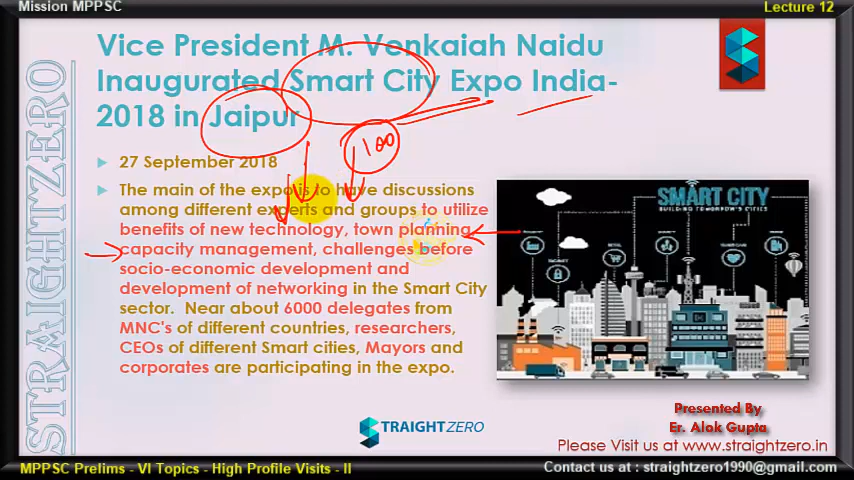 Mission MPPSC
Lecture 12
Vice President M. Venkaiah Naidu
Inaugurated Smart City Expo India-
2018 in Jaipur
100
27 September 2018
The main of the expo is to have discussions
among different experts and groups to utilize
benefits of new technology, town planning
capacity management, challenges before
socio-economic development and
development of networking in the Smart City
sector. Near about 6000 delegates from
MNC's of different countries, researchers,
CEOs of different Smart cities, Mayors and
corporates are participating in the expo.
SMART CITY
BUILDING TOMORROW'S CITIES
STRAIGHTZERO
STRAIGHTZERO
Presented By
Er. Alok Gupta
Please Visit us at www.straightzero.in
MPPSC Prelims - VI Topics - High Profile Visits - II
Contact us at : straightzero1990@gmail.com